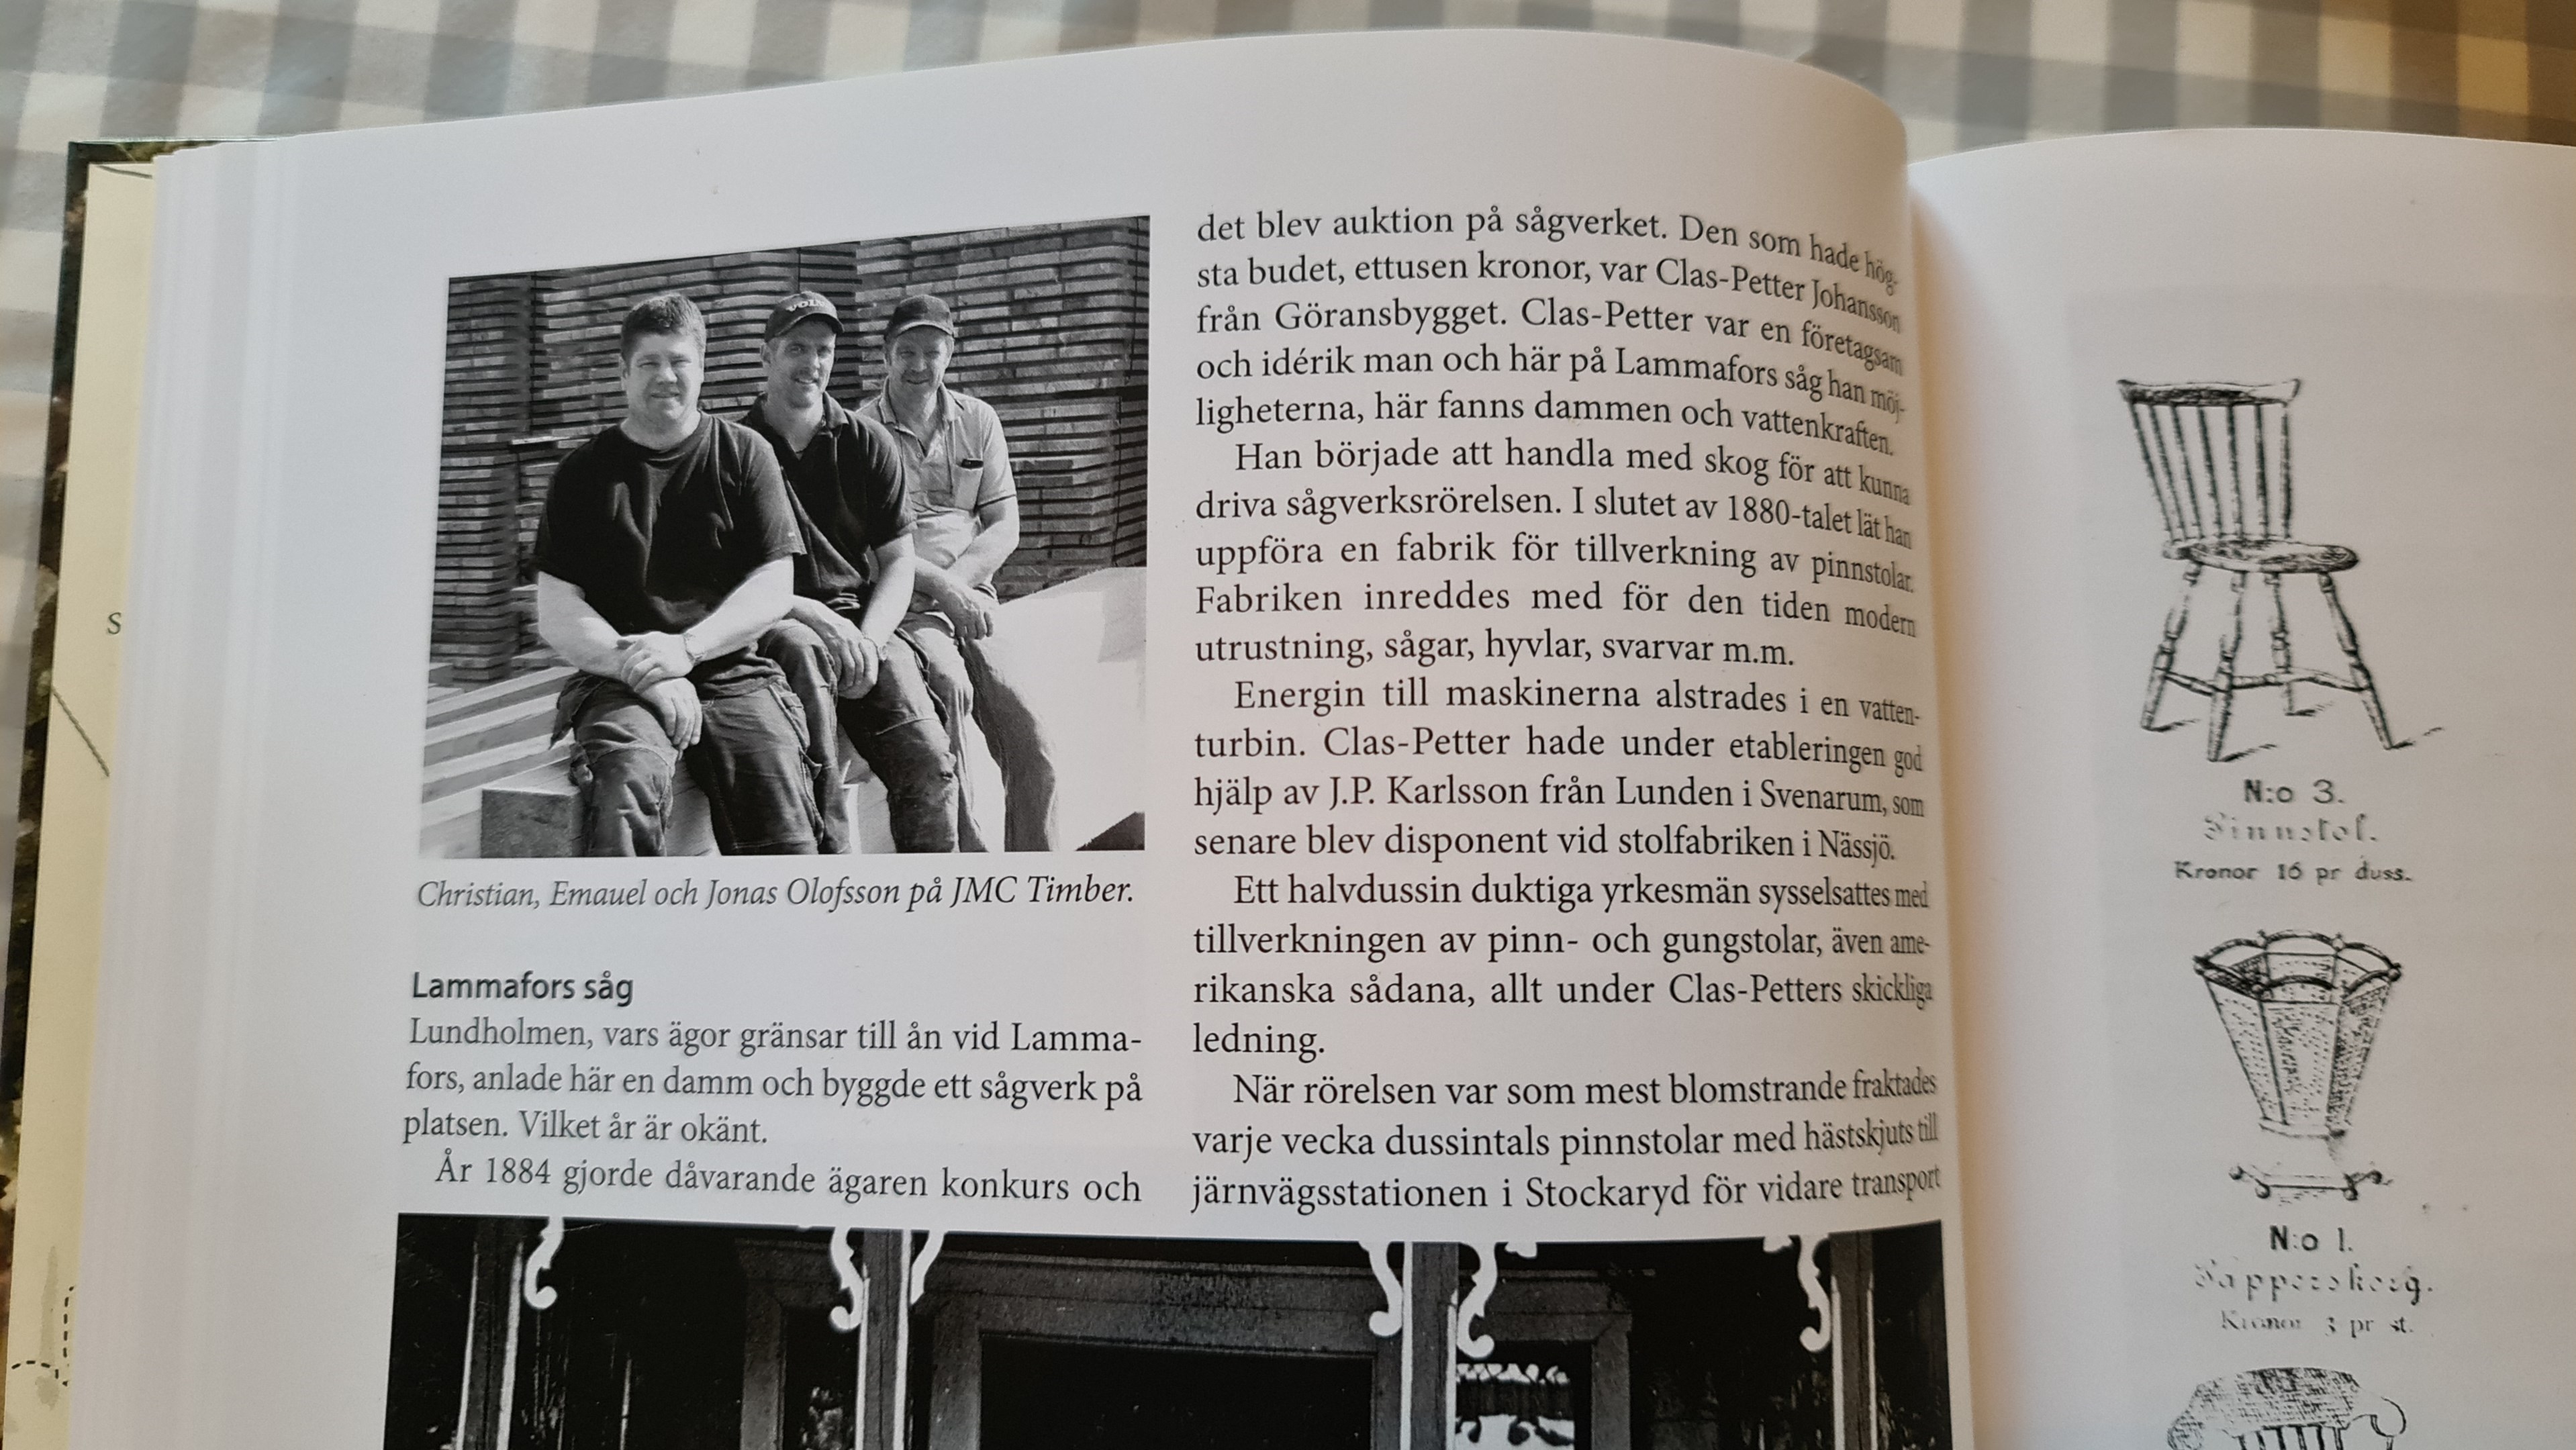 VOLVO
Christian, Emauel och Jonas Olofsson på JMC Timber.
Lammafors såg
Lundholmen, vars ägor gränsar till ån vid Lamma-
fors, anlade här en damm och byggde ett sågverk på
platsen. Vilket år är okänt.
År 1884 gjorde dåvarande ägaren konkurs och
det blev auktion på sågverket. Den som hade hög-
sta budet, ettusen kronor, var Clas-Petter Johansson
från Göransbygget. Clas-Petter var en företagsam
och idérik man och här på Lammafors såg han möj-
ligheterna, här fanns dammen och vattenkraften.
Han började att handla med skog för att kunna
driva sågverksrörelsen. I slutet av 1880-talet lät han
uppföra en fabrik för tillverkning av pinnstolar.
Fabriken inreddes med för den tiden modern
utrustning, sågar, hyvlar, svarvar m.m.
Energin till maskinerna alstrades i en vatten-
turbin. Clas-Petter hade under etableringen god
hjälp av J.P. Karlsson från Lunden i Svenarum, som
senare blev disponent vid stolfabriken i Nässjö.
Ett halvdussin duktiga yrkesmän sysselsattes med
tillverkningen av pinn- och gungstolar, även ame-
rikanska sådana, allt under Clas-Petters skickliga
ledning.
När rörelsen var som mest blomstrande fraktades
varje vecka dussintals pinnstolar med hästskjuts till
järnvägsstationen i Stockaryd för vidare transport
N:o 3.
Pinnstol.
Kronor 16 pr duss.
N:o 1.
Papperskorg.
Kronor 3 pr st.
S